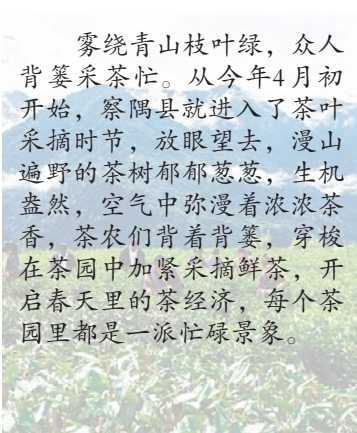 雾绕青山枝叶绿，众人
背篓采茶忙。从今年4月初
开始，察隅县就进入了茶叶
采摘时节，放眼望去，漫山
遍野的茶树郁郁葱葱，生机
盎然，空气中弥漫着浓浓茶
香，茶农们背着背篓，穿梭
在茶园中加紧采摘鲜茶，开
启春天里的茶经济，每个茶
园里都是一派忙碌景象。